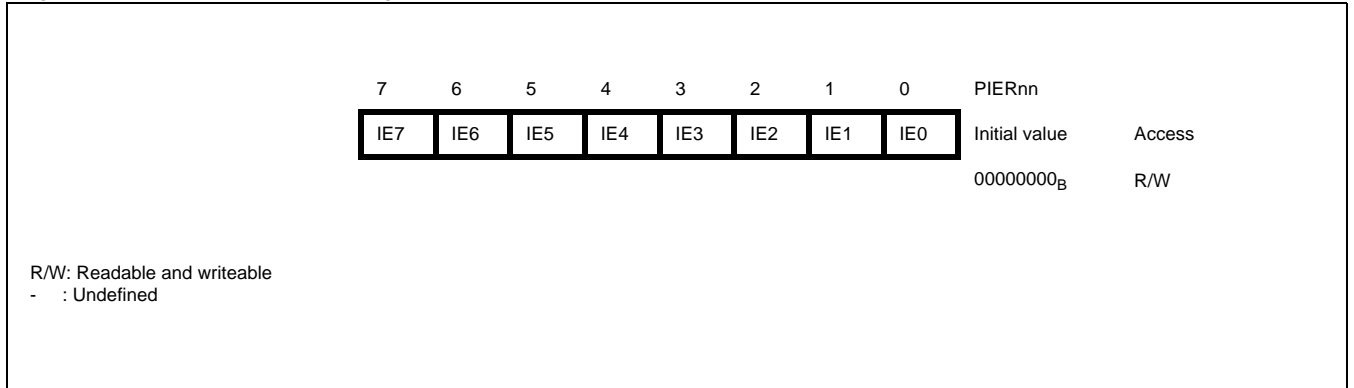 7 6 5 4 3 2 1 0 PIERnn
IE7 IE6 IE5 IE4 IE3 IE2 IE1 IE0 Initial value Access
00000000B R/W
R/W: Readable and writeable
- : Undefined